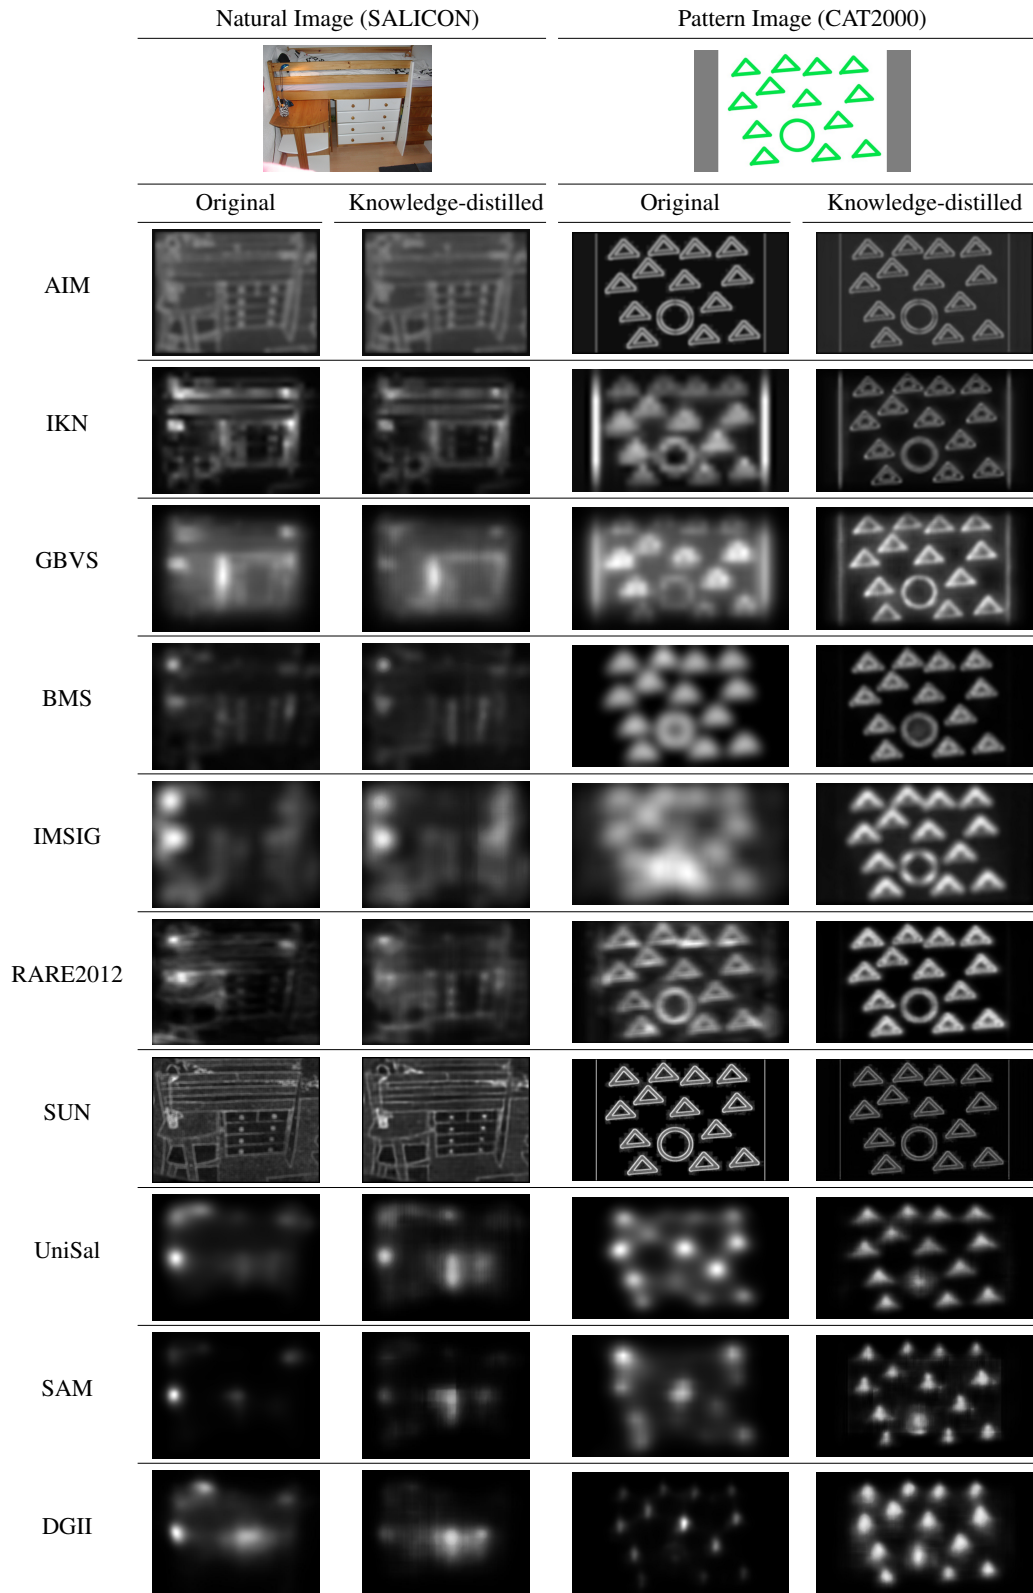 Natural Image (SALICON) Pattern Image (CAT2000)
Original Knowledge-distilled Original Knowledge-distilled
AIM
IKN
GBVS
BMS
IMSIG
RARE2012
SUN
UniSal
SAM
DGII